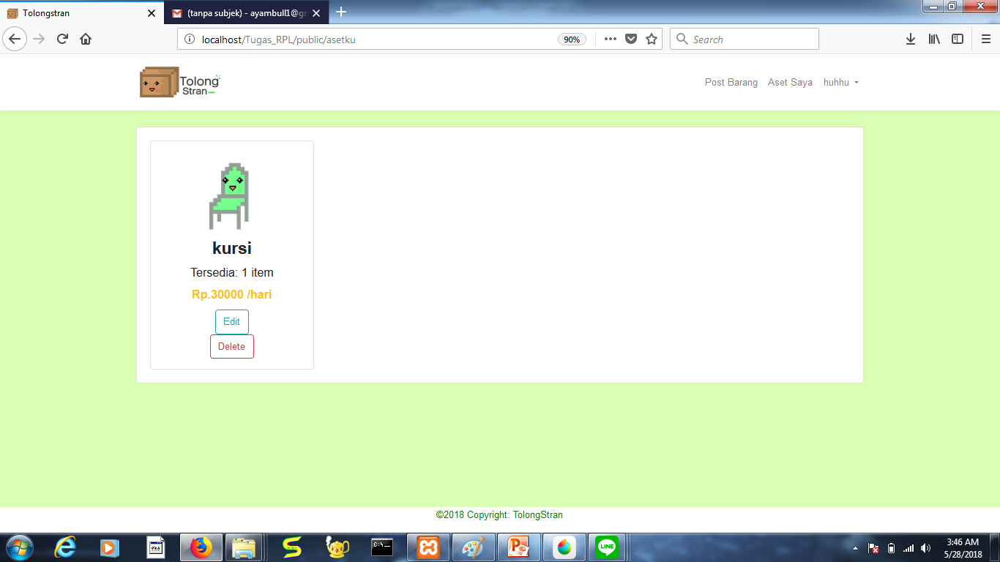 Tolongstran
(tanpa subjek) - ayambull1@gm
localhost/Tugas_RPL/public/asetku
90%
Search
Tolong
Stran
Post Barang
Aset Saya
huhhu
kursi
Tersedia: 1 item
Rp.30000 /hari
Edit
Delete
©2018 Copyright: TolongStran
LINE
3:46 AM
5/28/2018